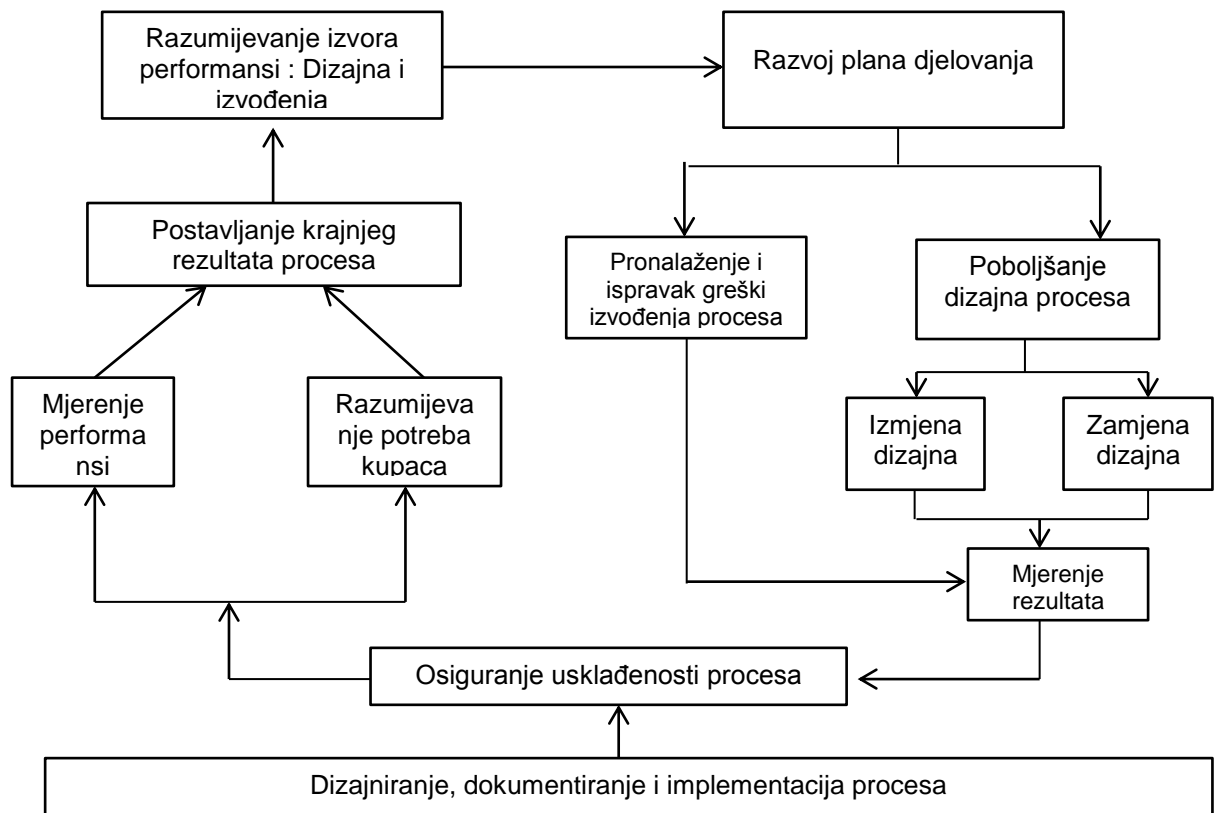 Razumijevanje izvora
performansi : Dizajna i
izvođenja
Razvoj plana djelovanja
Postavljanje krajnjeg
rezultata procesa
Pronalaženje i
ispravak greški
izvođenja procesa
Poboljšanje
dizajna procesa
Mjerenje
performa
nsi
Razumijeva
nje potreba
kupaca
Izmjena
dizajna
Zamjena
dizajna
Mjerenje
rezultata
Osiguranje usklađenosti procesa
Dizajniranje, dokumentiranje i implementacija procesa